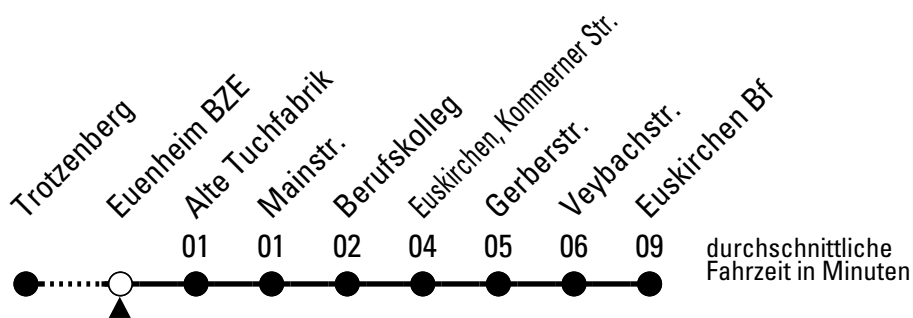 Trotzenberg
Euenheim BZE
Alte Tuchfabrik
Mainstr.
Berufskolleg
Euskirchen, Kommerner Str.
Gerberstr.
Veybachstr.
Euskirchen Bf
01 01 02 04 05 06 09
durchschnittliche
Fahrzeit in Minuten